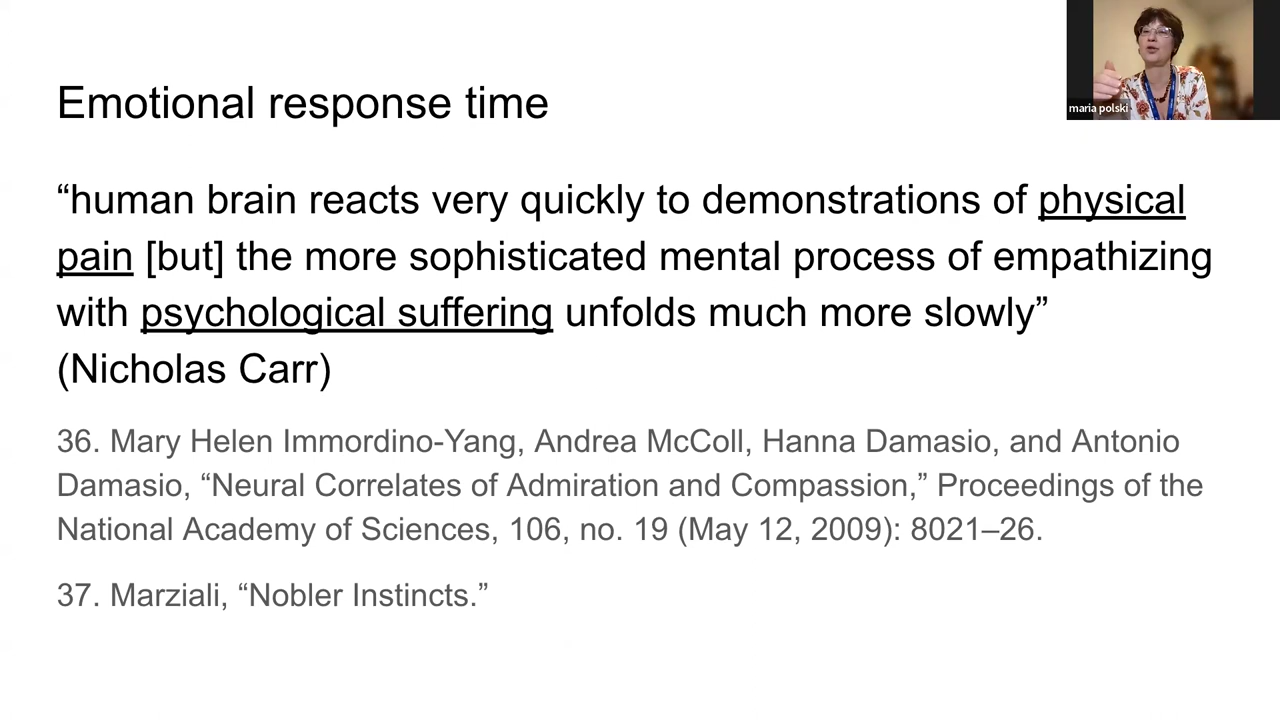 maria polski
Emotional response time
“human brain reacts very quickly to demonstrations of physical
pain [but] the more sophisticated mental process of empathizing
with psychological suffering unfolds much more slowly”
(Nicholas Carr)
36. Mary Helen Immordino-Yang, Andrea McColl, Hanna Damasio, and Antonio
Damasio, “Neural Correlates of Admiration and Compassion,” Proceedings of the
National Academy of Sciences, 106, no. 19 (May 12, 2009): 8021–26.
37. Marziali, “Nobler Instincts.”